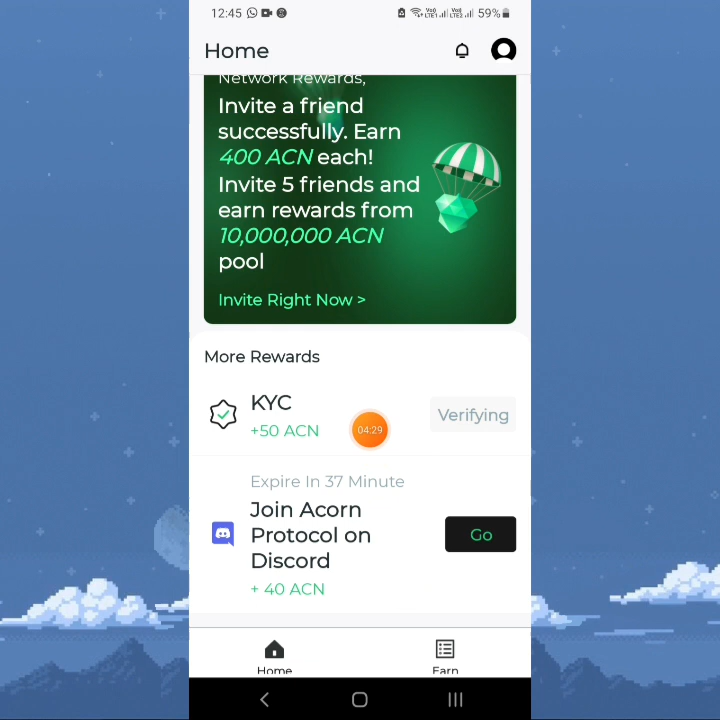 12:45 59%
Home
Network Rewards,
Invite a friend
successfully. Earn
400 ACN each!
Invite 5 friends and
earn rewards from
10,000,000 ACN
pool
Invite Right Now >
More Rewards
KYC
+50 ACN
04:29
Verifying
Expire In 37 Minute
Join Acorn
Protocol on
Discord
Go
+ 40 ACN
Home Earn